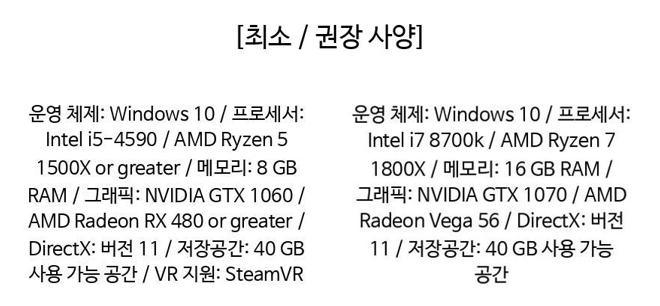 [최소 / 권장 사양]
운영 체제: Windows 10 / 프로세서:
Intel i5-4590 / AMD Ryzen 5
1500X or greater / 메모리: 8 GB
RAM / 그래픽: NVIDIA GTX 1060 /
AMD Radeon RX 480 or greater /
DirectX: 버전 11 / 저장공간: 40 GB
사용 가능 공간 / VR 지원: SteamVR
운영 체제: Windows 10 / 프로세서:
Intel i7 8700k / AMD Ryzen 7
1800X / 메모리: 16 GB RAM /
그래픽: NVIDIA GTX 1070 / AMD
Radeon Vega 56 / DirectX: 버전
11 / 저장공간: 40 GB 사용 가능
공간